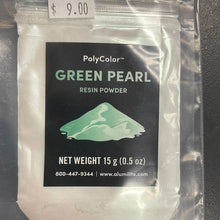 $ 9.00
PolyColor™
GREEN PEARL
RESIN POWDER
NET WEIGHT 15 g (0.5 oz)
800-447-9344 | www.alumilite.com